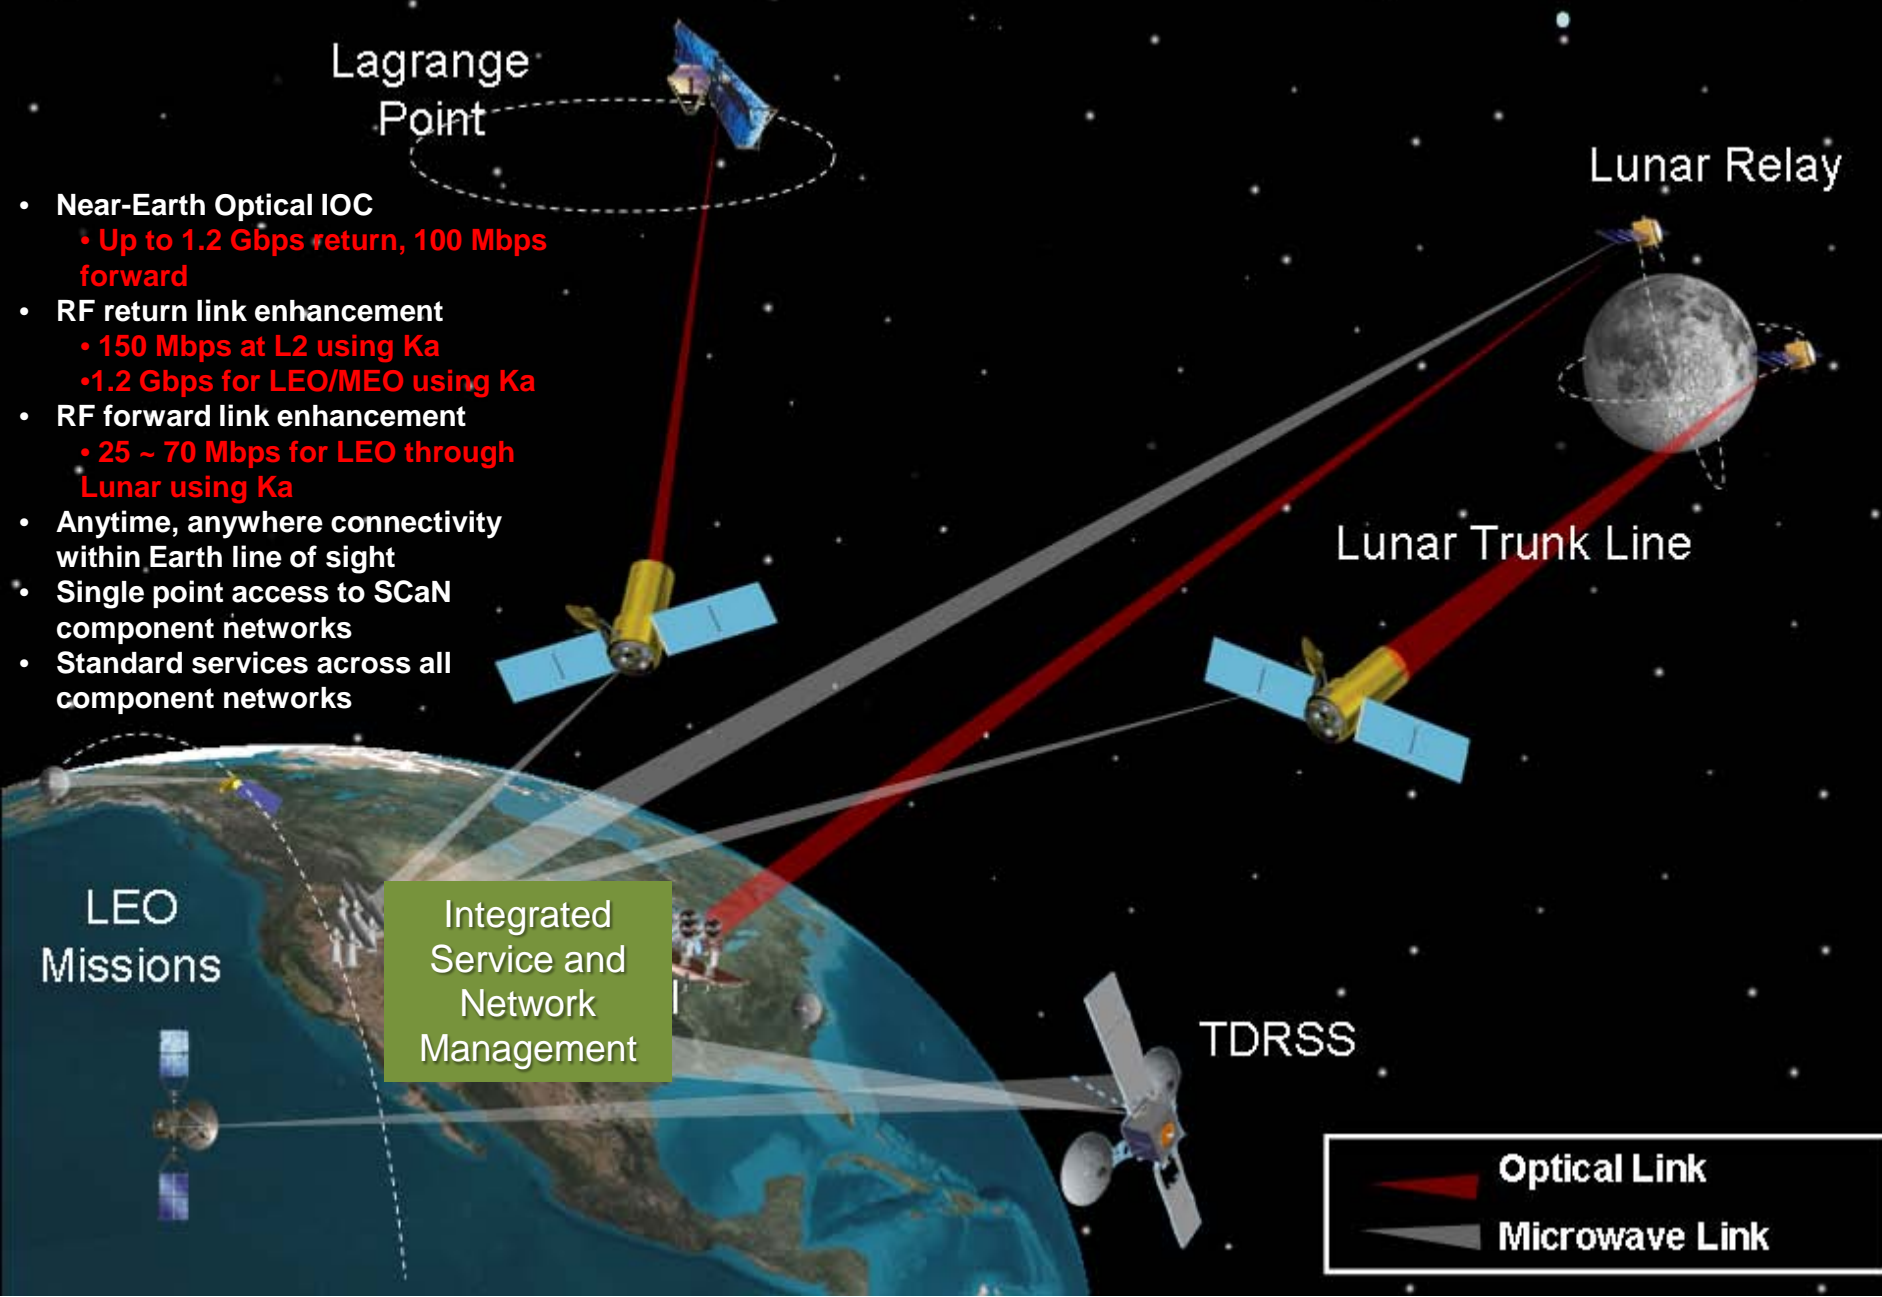 Lagrange
Point
Lunar Relay
• Near-Earth Optical IOC
• Up to 1.2 Gbps return, 100 Mbps
forward
• RF return link enhancement
• 150 Mbps at L2 using Ka
•1.2 Gbps for LEO/MEO using Ka
• RF forward link enhancement
• 25 ~ 70 Mbps for LEO through
Lunar using Ka
• Anytime, anywhere connectivity
within Earth line of sight
• Single point access to SCaN
component networks
• Standard services across all
component networks
Lunar Trunk Line
LEO
Missions
Integrated
Service and
Network
Management
TDRSS
Optical Link
Microwave Link